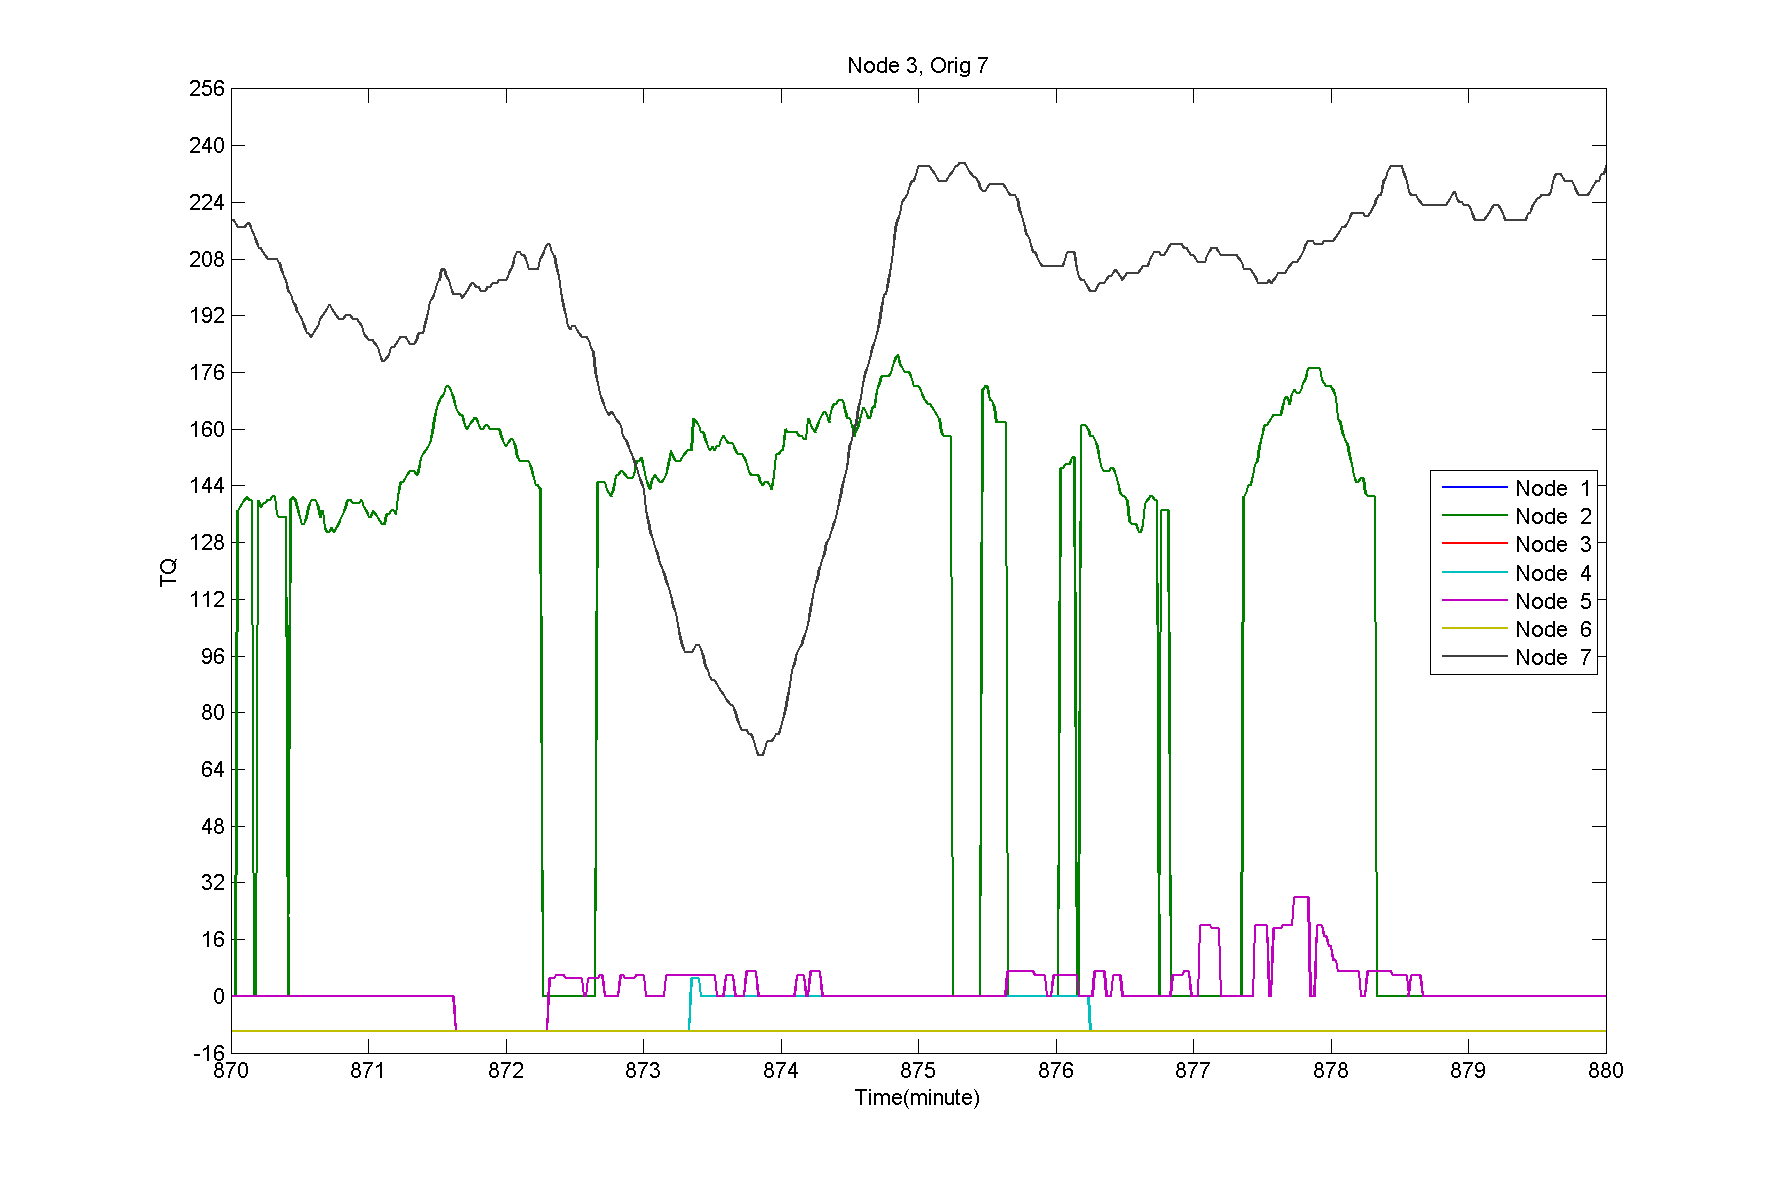 Node 3, Orig 7
256
240
224
208
192
176
160
144
128
112
96
80
64
48
32
16
0
-16
TQ
Node 1
Node 2
Node 3
Node 4
Node 5
Node 6
Node 7
870 871 872 873 874 875 876 877 878 879 880
Time(minute)